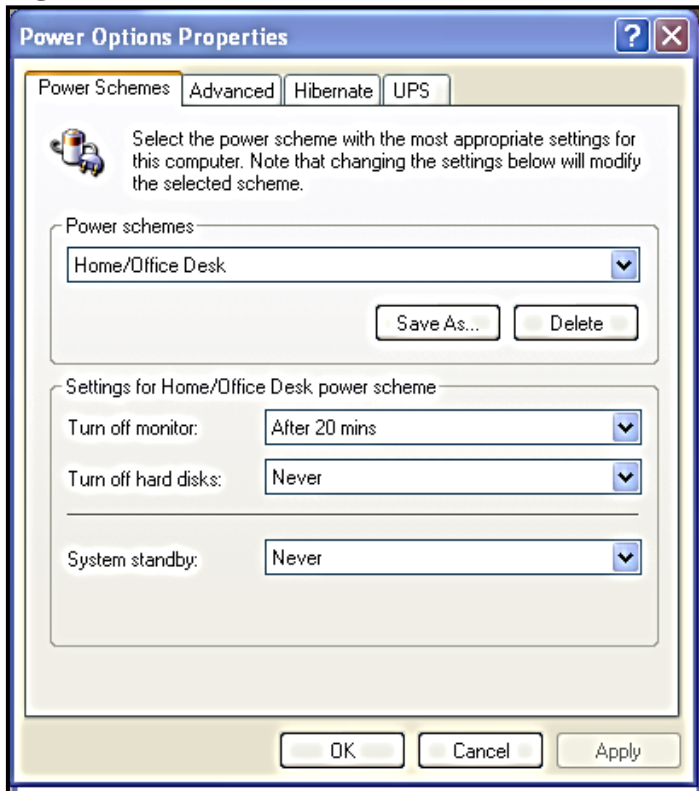 Power Options Properties
Power Schemes Advanced Hibernate UPS
Select the power scheme with the most appropriate settings for
this computer. Note that changing the settings below will modify
the selected scheme.
Power schemes
Home/Office Desk
Save As... Delete
Settings for Home/Office Desk power scheme
Turn off monitor: After 20 mins
Turn off hard disks: Never
System standby: Never
OK Cancel Apply